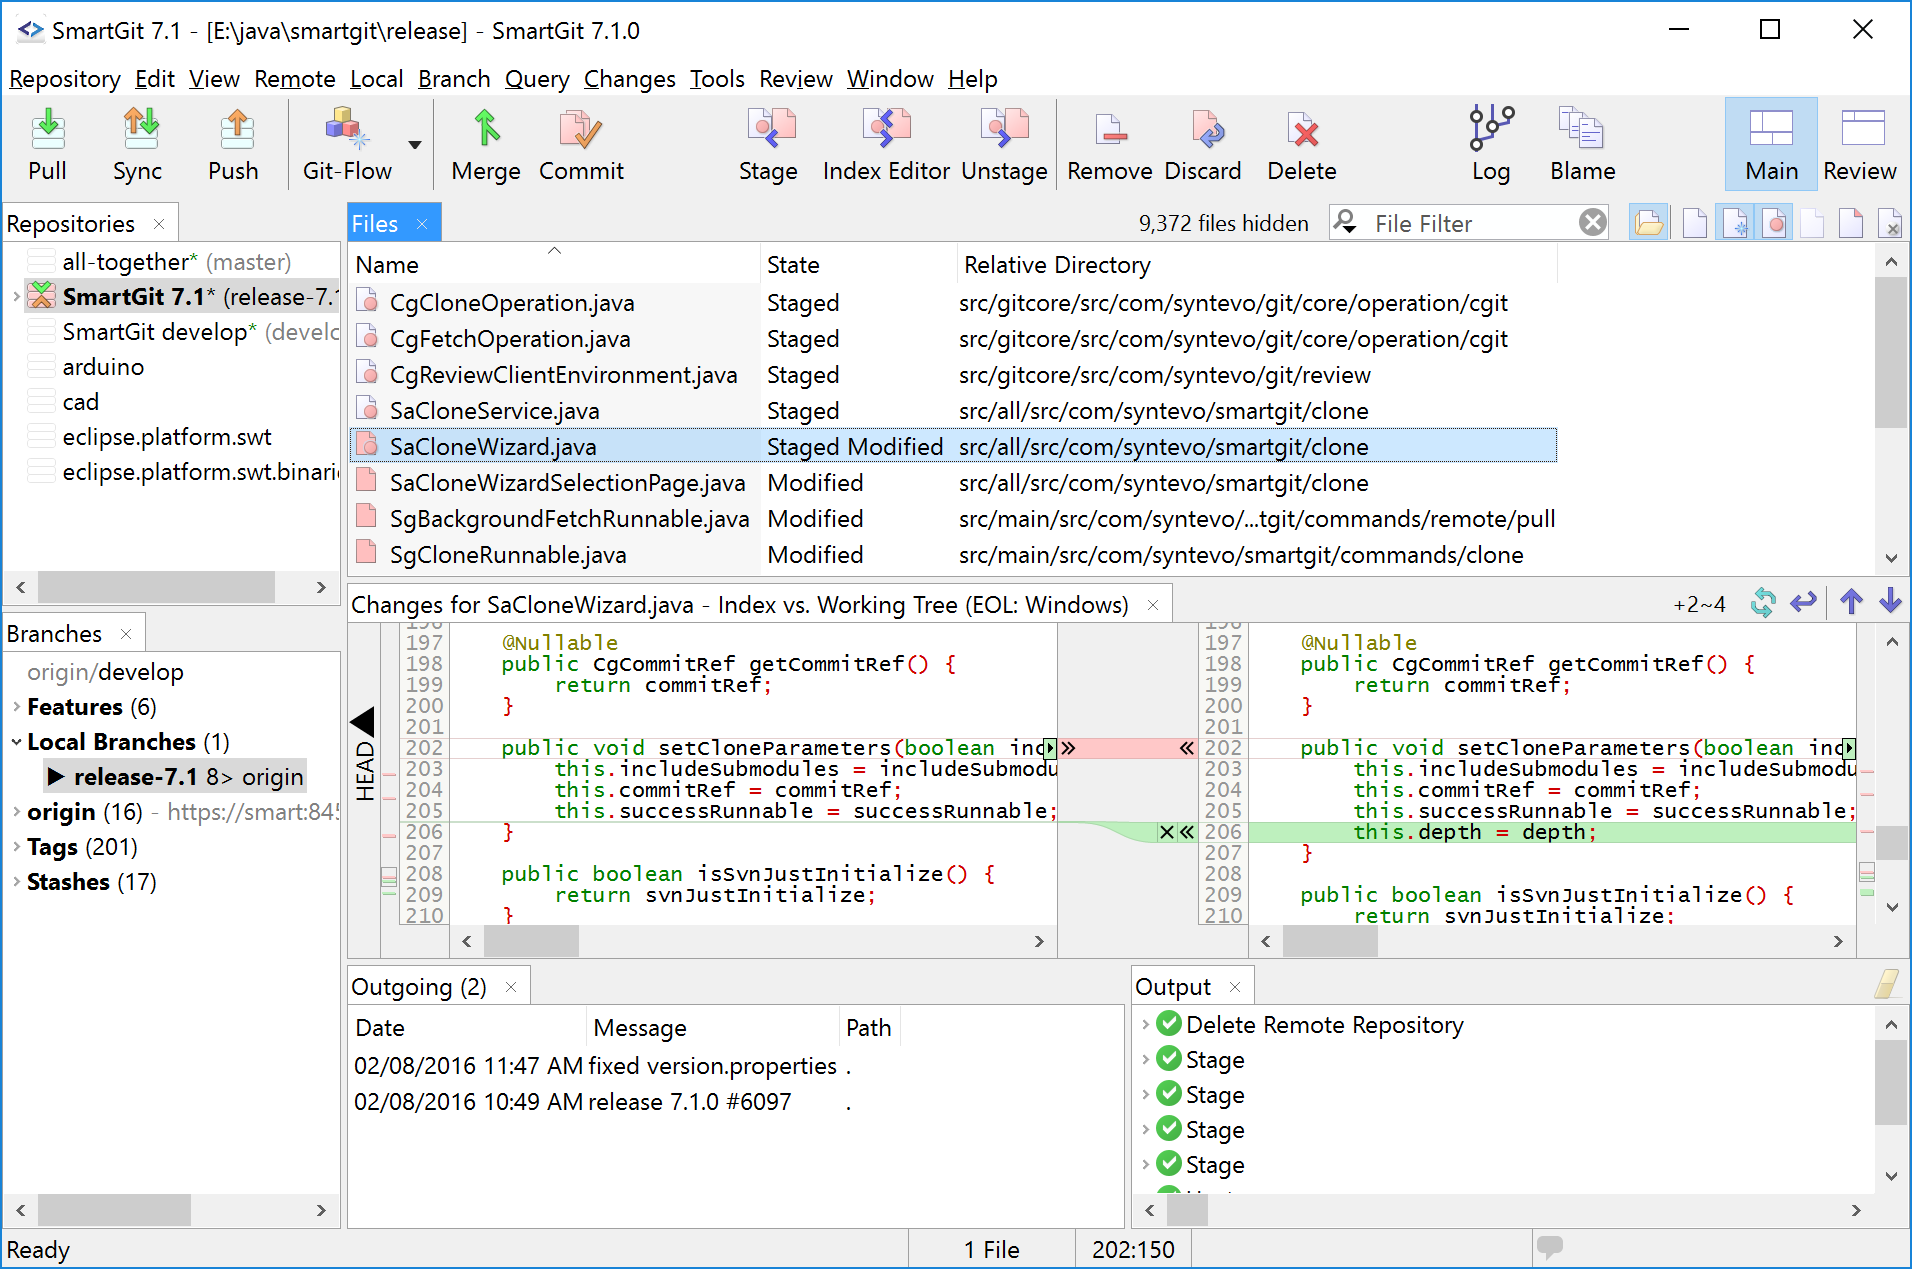 SmartGit 7.1 - [E:\java\smartgit\release] - SmartGit 7.1.0
Repository Edit View Remote Local Branch Query Changes Tools Review Window Help
Pull Sync Push Git-Flow Merge Commit Stage Index Editor Unstage Remove Discard Delete Log Blame Main Review
Repositories
all-together* (master)
SmartGit 7.1* (release-7.1
SmartGit develop* (develo
arduino
cad
eclipse.platform.swt
eclipse.platform.swt.binarie
Branches
origin/develop
Features (6)
Local Branches (1)
release-7.1 8> origin
origin (16) - https://smart:845
Tags (201)
Stashes (17)
Files 9,372 files hidden File Filter
Name State Relative Directory
CgCloneOperation.java Staged src/gitcore/src/com/syntevo/git/core/operation/cgit
CgFetchOperation.java Staged src/gitcore/src/com/syntevo/git/core/operation/cgit
CgReviewClientEnvironment.java Staged src/gitcore/src/com/syntevo/git/review
SaCloneService.java Staged src/all/src/com/syntevo/smartgit/clone
SaCloneWizard.java Staged Modified src/all/src/com/syntevo/smartgit/clone
SaCloneWizardSelectionPage.java Modified src/all/src/com/syntevo/smartgit/clone
SgBackgroundFetchRunnable.java Modified src/main/src/com/syntevo/...tgit/commands/remote/pull
SgCloneRunnable.java Modified src/main/src/com/syntevo/smartgit/commands/clone
Changes for SaCloneWizard.java - Index vs. Working Tree (EOL: Windows) +2~4
HEAD
196
197 @Nullable
198 public CgCommitRef getCommitRef() {
199 return commitRef;
200 }
201
202 public void setCloneParameters(boolean inc
203 this.includeSubmodules = includeSubmodu
204 this.commitRef = commitRef;
205 this.successRunnable = successRunnable;
206 }
207
208 public boolean isSvnJustInitialize() {
209 return svnJustInitialize;
210 }
196
197 @Nullable
198 public CgCommitRef getCommitRef() {
199 return commitRef;
200 }
201
202 public void setCloneParameters(boolean inc
203 this.includeSubmodules = includeSubmodu
204 this.commitRef = commitRef;
205 this.successRunnable = successRunnable;
206 this.depth = depth;
207 }
208
209 public boolean isSvnJustInitialize() {
210 return svnJustInitialize;
Outgoing (2)
Date Message Path
02/08/2016 11:47 AM fixed version.properties .
02/08/2016 10:49 AM release 7.1.0 #6097 .
Output
Delete Remote Repository
Stage
Stage
Stage
Stage
Ready 1 File 202:150